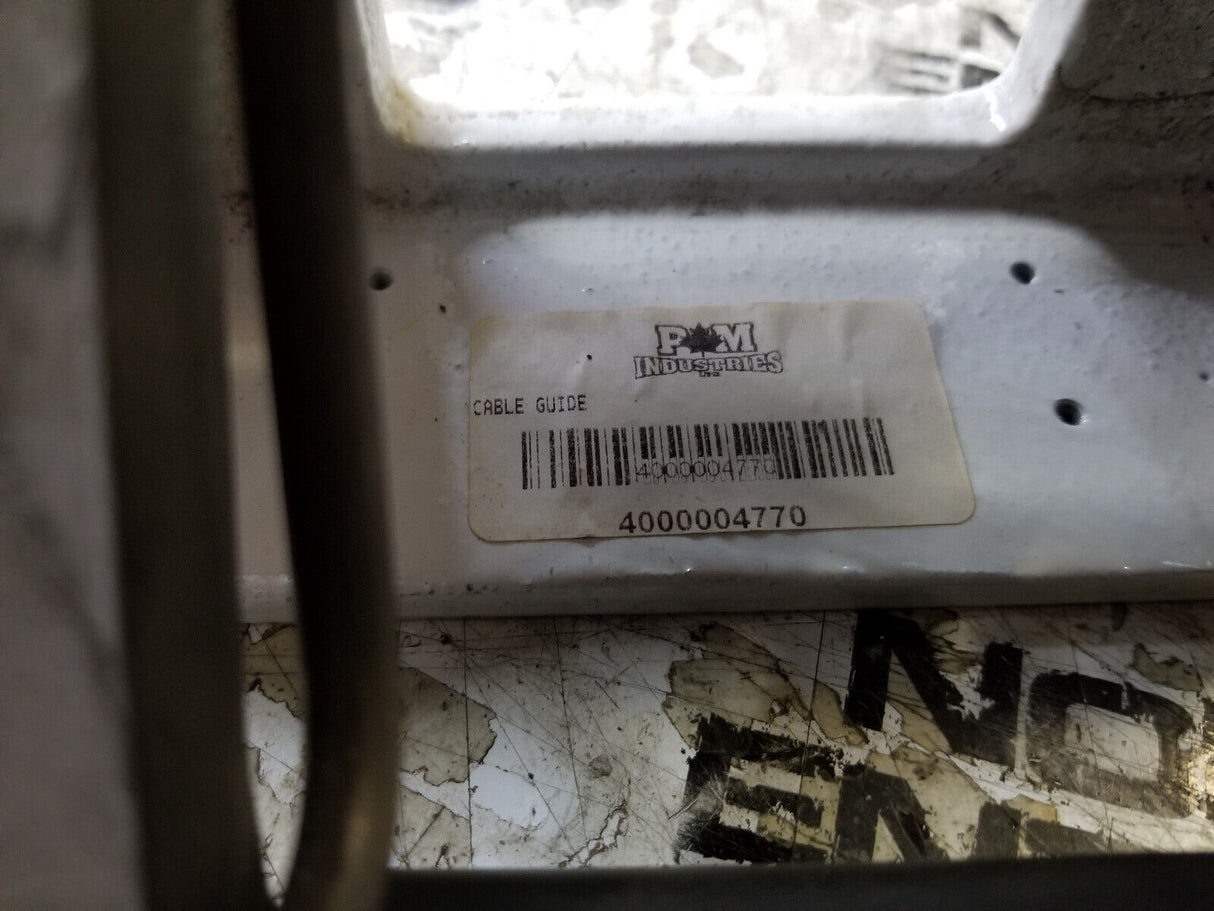 P M
INDUSTRIES
CABLE GUIDE
4000004770
4000004770